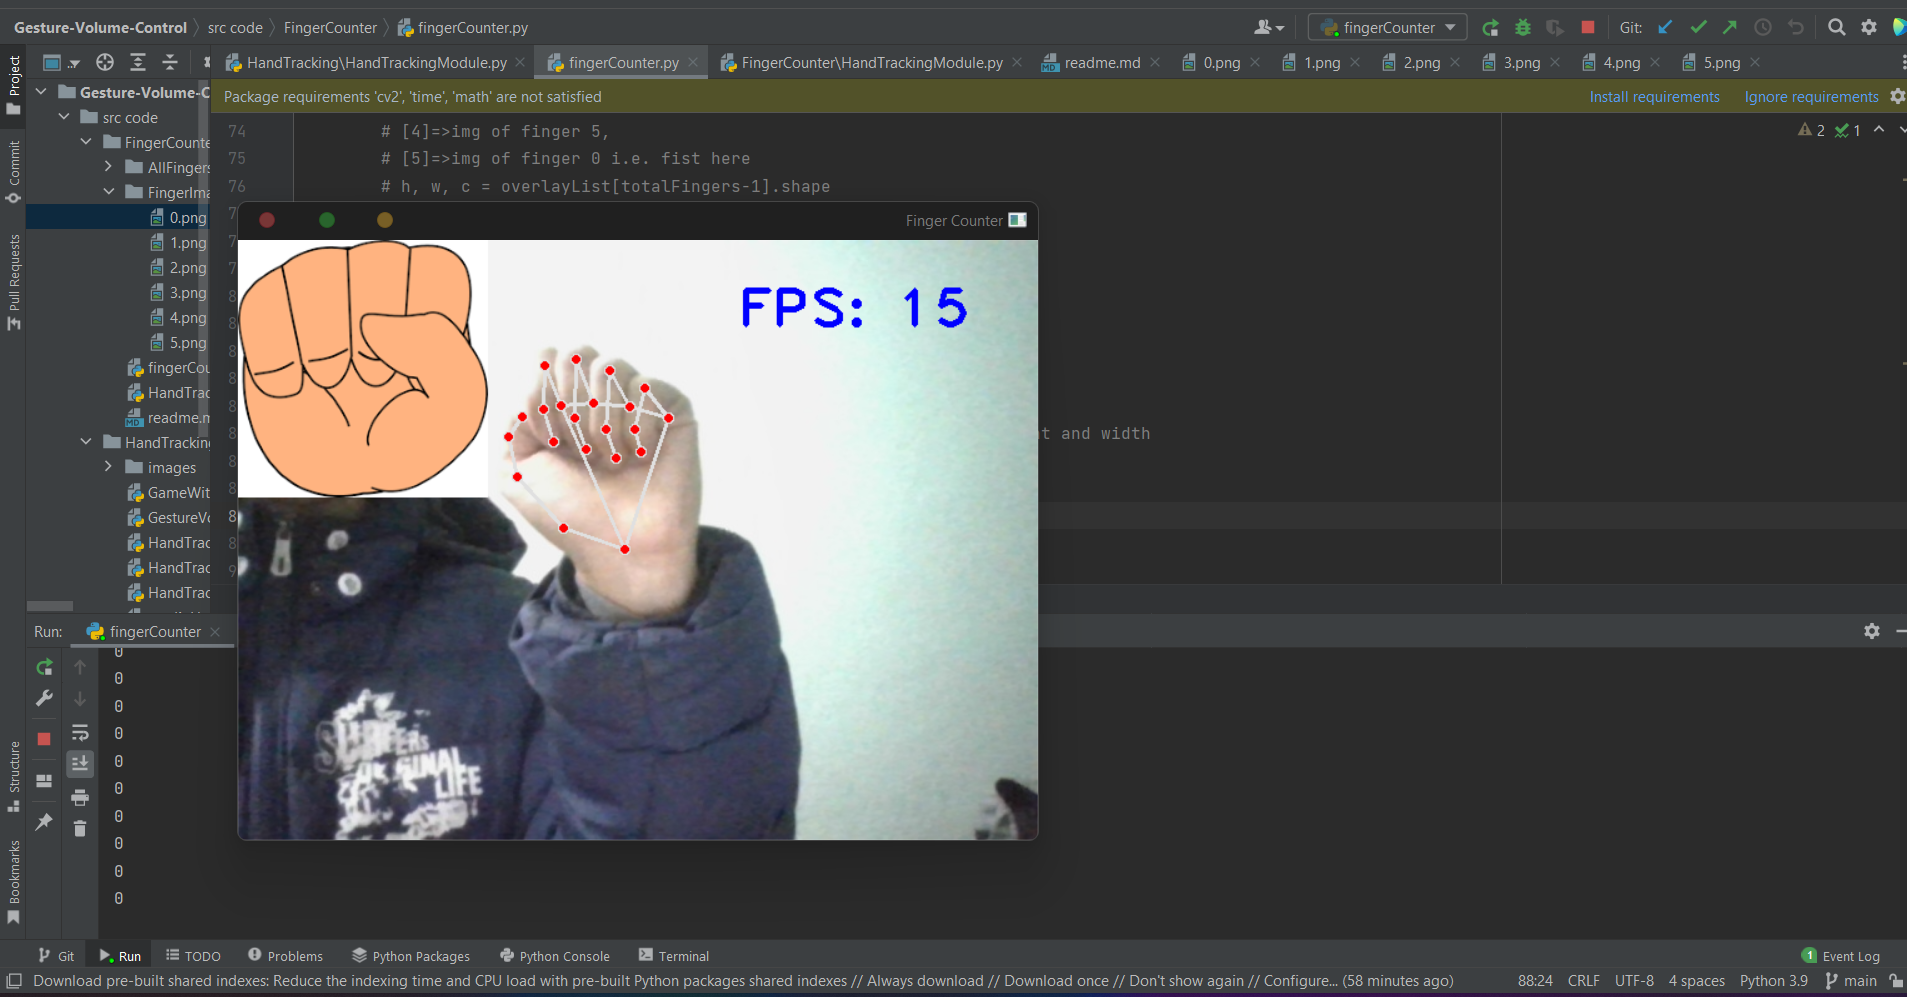 Gesture-Volume-Control src code FingerCounter fingerCounter.py fingerCounter Git:
Project
HandTracking\HandTrackingModule.py fingerCounter.py FingerCounter\HandTrackingModule.py readme.md 0.png 1.png 2.png 3.png 4.png 5.png
Package requirements 'cv2', 'time', 'math' are not satisfied Install requirements Ignore requirements
Gesture-Volume-C
src code
FingerCounte
AllFingers
FingerIma
0.png
1.png
2.png
3.png
4.png
5.png
fingerCou
HandTrac
readme.m
HandTracking
images
GameWit
GestureVo
HandTrac
HandTrac
HandTrac
Commit
Pull Requests
74 # [4]=>img of finger 5,
75 # [5]=>img of finger 0 i.e. fist here
76 # h, w, c = overlayList[totalFingers-1].shape
2 1
Finger Counter
FPS: 15
t and width
ORIGINAL
LIFE
Run: fingerCounter
0
0
0
0
0
0
0
0
0
0
Structure
Bookmarks
Git Run TODO Problems Python Packages Python Console Terminal 1 Event Log
Download pre-built shared indexes: Reduce the indexing time and CPU load with pre-built Python packages shared indexes // Always download // Download once // Don't show again // Configure... (58 minutes ago) 88:24 CRLF UTF-8 4 spaces Python 3.9 main